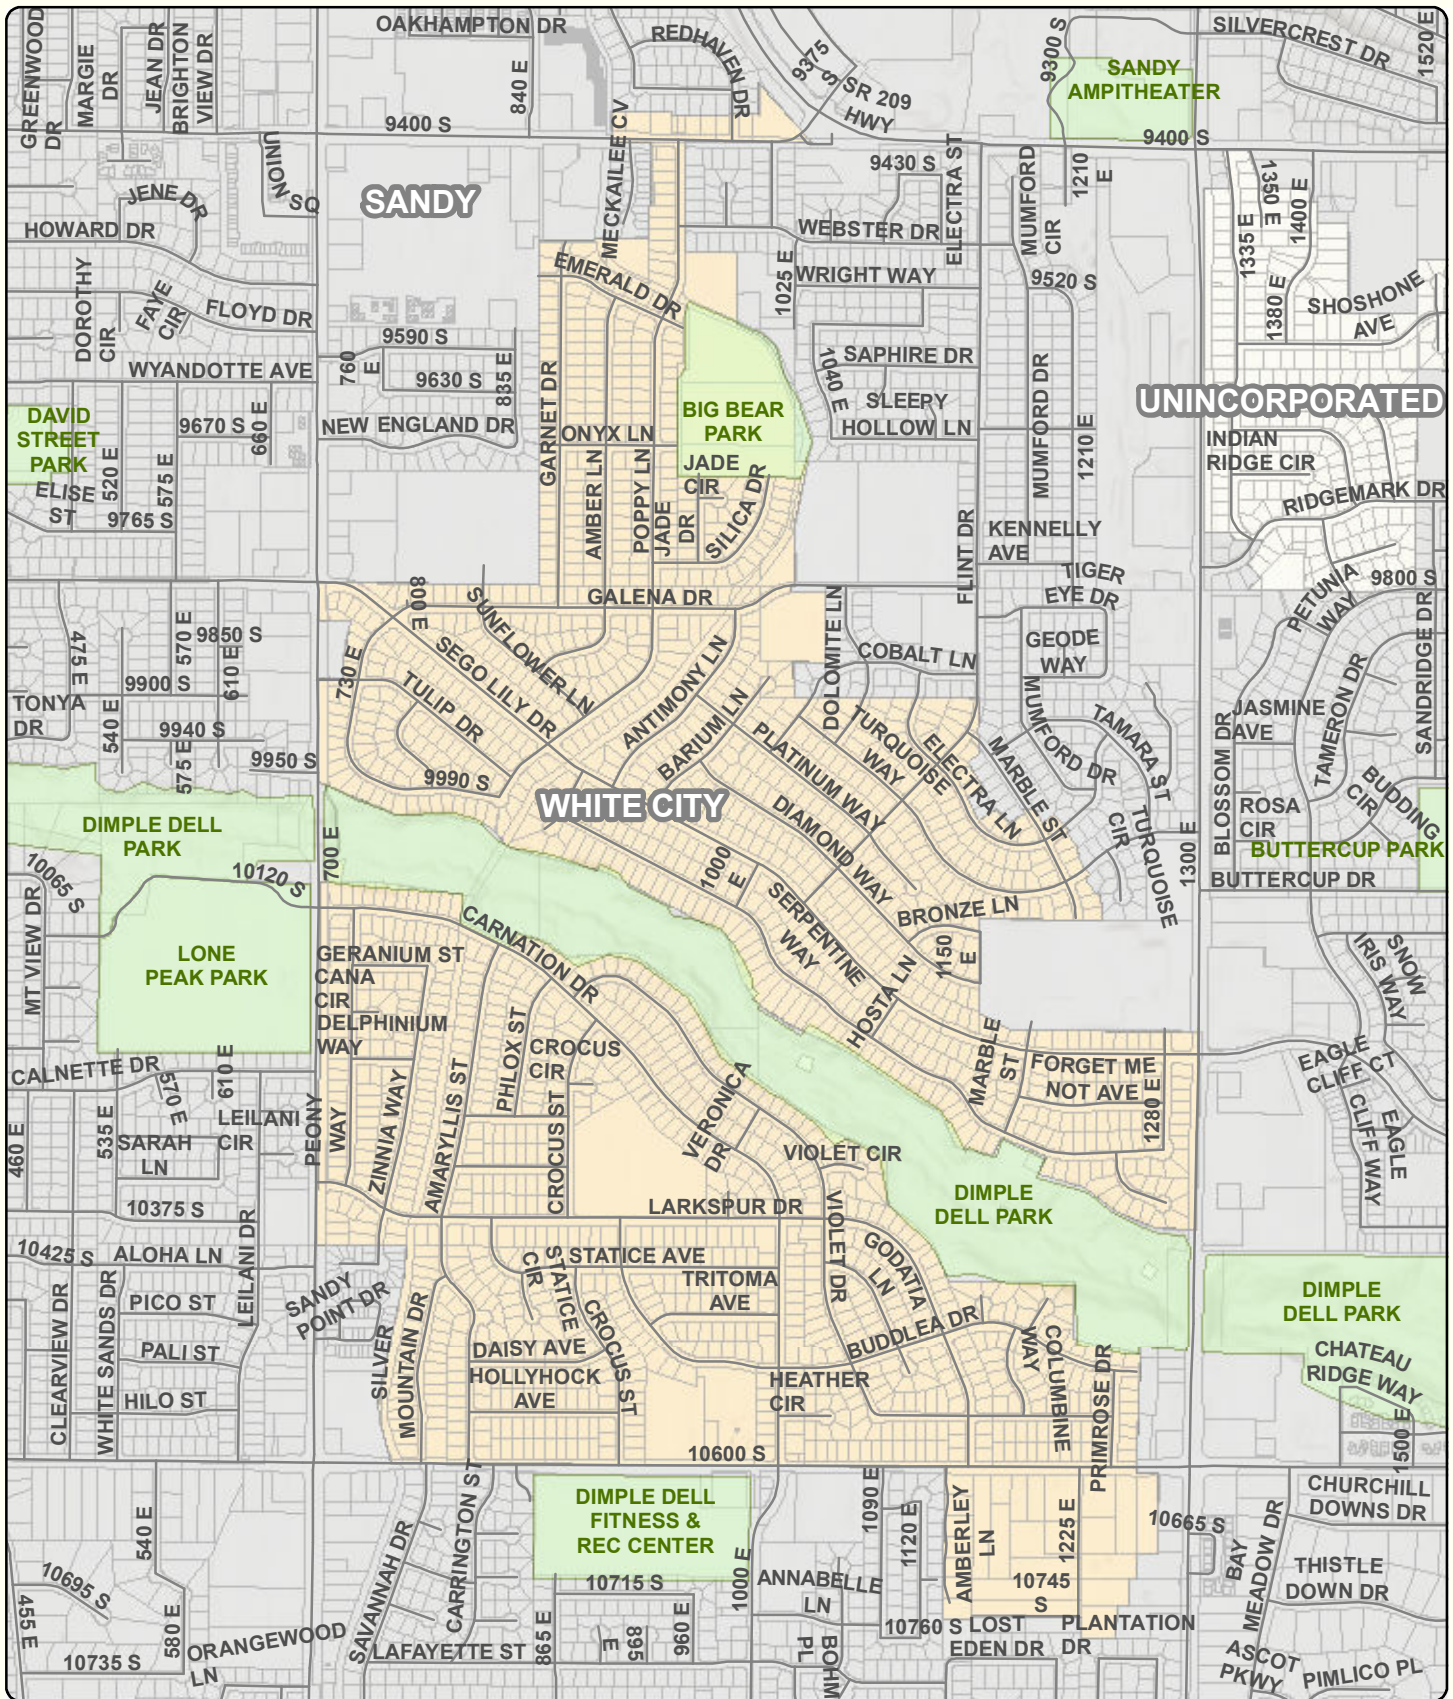 OAKHAMPTON DR
REDHAVEN DR
9375
S
SR 209
HWY
9300 S
SANDY
AMPITHEATER
SILVERCREST DR
1520 E
GREENWOOD
DR
MARGIE
DR
JEAN DR
BRIGHTON
VIEW DR
840 E
9400 S
9400 S
UNION SQ
MECKAILEE CV
9430 S
ELECTRA ST
MUMFORD
CIR
1210
E
1350 E
1400 E
1335 E
1380 E
JENE DR
SANDY
HOWARD DR
WEBSTER DR
EMERALD DR
1025 E
WRIGHT WAY
9520 S
SHOSHONE
AVE
DOROTHY
CIR
FAYE
CIR
FLOYD DR
9590 S
760
E
9630 S
835 E
WYANDOTTE AVE
SAPHIRE DR
1040 E
SLEEPY
HOLLOW LN
MUMFORD DR
1210 E
UNINCORPORATED
DAVID
STREET
PARK
9670 S
660 E
NEW ENGLAND DR
GARNET DR
ONYX LN
BIG BEAR
PARK
INDIAN
RIDGE CIR
JADE
CIR
AMBER LN
POPPY LN
JADE
DR
SILICA DR
ELISE
ST
520 E
575 E
9765 S
RIDGEMARK DR
FLINT DR
KENNELLY
AVE
TIGER
EYE DR
PETUNIA
WAY
9800 S
800 E
GALENA DR
SUNFLOWER LN
DOLOMITE LN
COBALT LN
GEODE
WAY
475 E
570 E
9850 S
610 E
730 E
SEGO LILY DR
ANTIMONY LN
SANDRIDGE DR
TONYA
DR
9900 S
TULIP DR
BARIUM LN
TURQUOISE
WAY
MUMFORD DR
TAMARA ST
JASMINE
AVE
TAMERON DR
540 E
9940 S
575 E
9950 S
9990 S
PLATINUM WAY
ELECTRA LN
MARBLE ST
BLOSSOM DR
BUDDING
CIR
WHITE CITY
DIAMOND WAY
TURQUOISE
CIR
1300 E
ROSA
CIR
BUTTERCUP PARK
DIMPLE DELL
PARK
700 E
10065 S
10120 S
1000
E
SERPENTINE
WAY
BRONZE LN
BUTTERCUP DR
MT VIEW DR
LONE
PEAK PARK
CARNATION DR
GERANIUM ST
CANA
CIR
DELPHINIUM
WAY
HOSTA LN
1150
E
IRIS WAY
SNOW
CALNETTE DR
570 E
610 E
PHLOX ST
CROCUS
CIR
MARBLE
ST
FORGET ME
NOT AVE
1280 E
EAGLE
CLIFF CT
EAGLE
CLIFF WAY
460 E
535 E
SARAH
LN
LEILANI
CIR
PEONY
WAY
ZINNIA WAY
AMARYLLIS ST
CROCUS ST
VERONICA
DR
VIOLET CIR
DIMPLE
DELL PARK
10375 S
LARKSPUR DR
10425 S
ALOHA LN
LEILANI DR
STATICE
CIR
STATICE AVE
VIOLET DR
GODATIA
LN
DIMPLE
DELL PARK
CLEARVIEW DR
WHITE SANDS DR
PICO ST
SANDY
POINT DR
TRITOMA
AVE
CROCUS ST
BUDDLEA DR
COLUMBINE
WAY
PRIMROSE DR
PALI ST
SILVER
MOUNTAIN DR
DAISY AVE
HOLLYHOCK
AVE
HEATHER
CIR
CHATEAU
RIDGE WAY
HILO ST
10600 S
1500 E
540 E
CARRINGTON ST
DIMPLE DELL
FITNESS &
REC CENTER
1090 E
1120 E
AMBERLEY
LN
1225 E
10665 S
BAY
MEADOW DR
CHURCHILL
DOWNS DR
10695 S
455 E
580 E
SAVANNAH DR
10715 S
1000 E
ANNABELLE
LN
10745
S
THISTLE
DOWN DR
10735 S
ORANGEWOOD
LN
LAFAYETTE ST
865 E
895
E
960 E
BOHM
PL
10760 S
LOST
EDEN DR
PLANTATION
DR
ASCOT
PKWY
PIMLICO PL